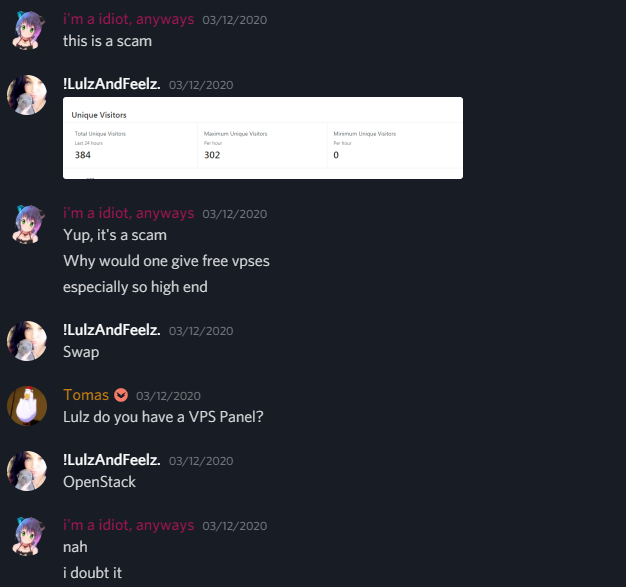 i'm a idiot, anyways 03/12/2020
this is a scam
!LulzAndFeelz. 03/12/2020
Unique Visitors
Total Unique Visitors Maximum Unique Visitors Minimum Unique Visitors
Last 24 hours Per hour Per hour
384 302 0
i'm a idiot, anyways 03/12/2020
Yup, it's a scam
Why would one give free vpses
especially so high end
!LulzAndFeelz. 03/12/2020
Swap
Tomas 03/12/2020
Lulz do you have a VPS Panel?
!LulzAndFeelz. 03/12/2020
OpenStack
i'm a idiot, anyways 03/12/2020
nah
i doubt it